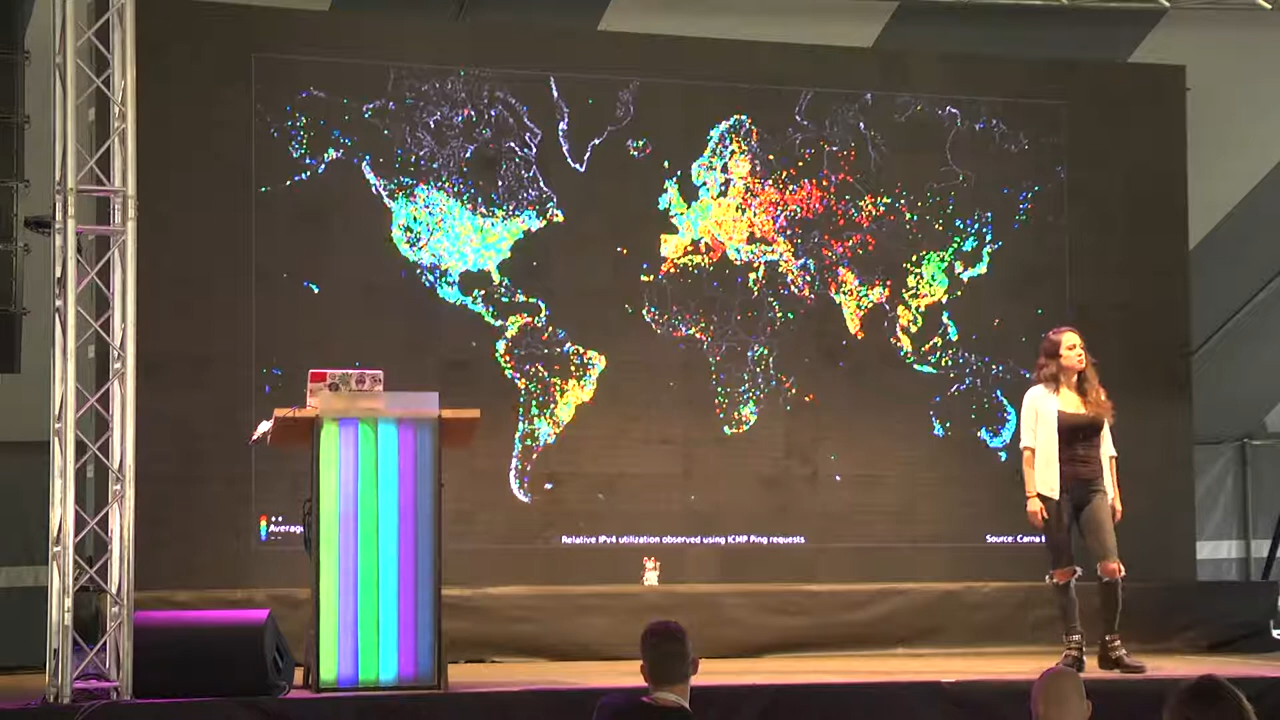 Average
Relative IPv4 utilization observed using ICMP Ping requests
Source: Carna